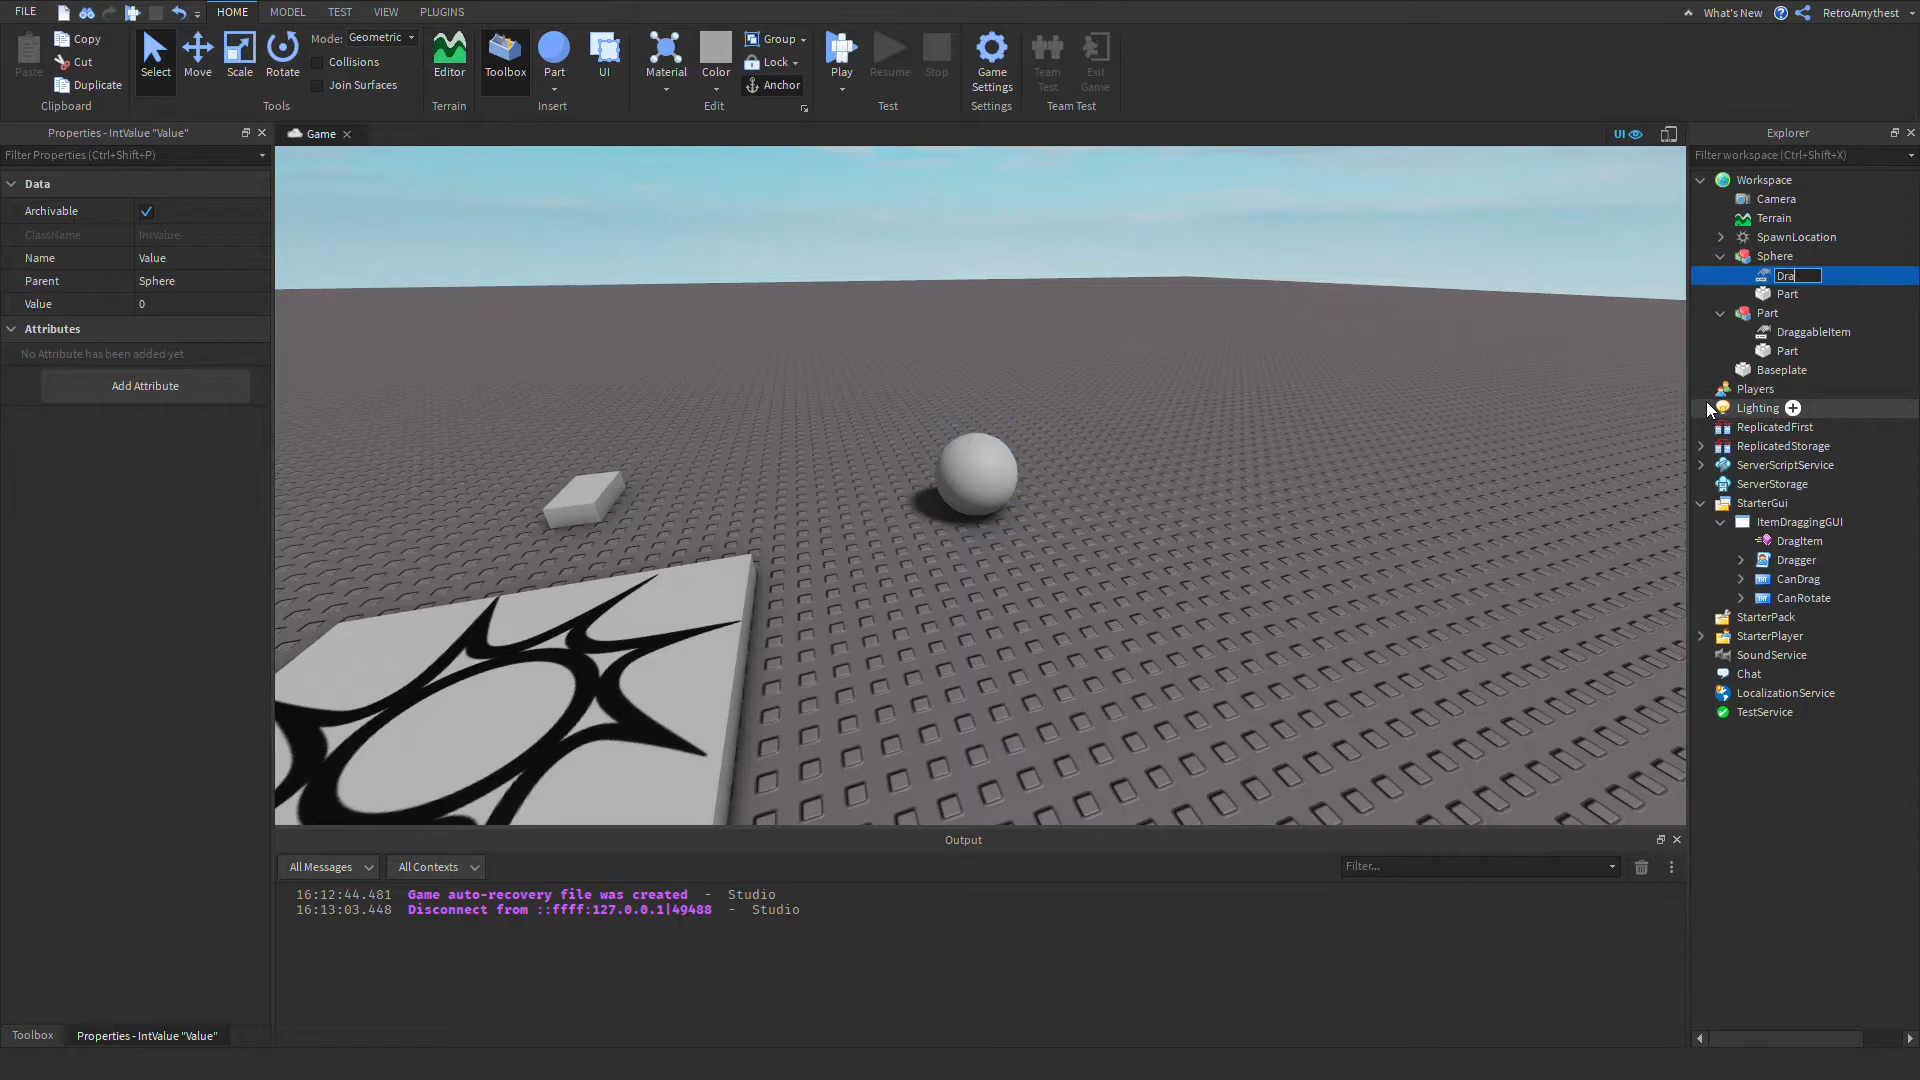 FILE HOME MODEL TEST VIEW PLUGINS What's New RetroAmythest
Paste Copy Cut Duplicate Clipboard
Select Move Scale Rotate Mode: Geometric Collisions Join Surfaces Tools
Editor Terrain
Toolbox Part UI Insert
Material Color Group Lock Anchor Edit
Play Resume Stop Test
Game Settings Settings
Team Test Exit Game Team Test
Properties - IntValue "Value"
Filter Properties (Ctrl+Shift+P)
Data
Archivable
ClassName IntValue
Name Value
Parent Sphere
Value 0
Attributes
No Attribute has been added yet
Add Attribute
Toolbox Properties - IntValue "Value"
Game
UI
Output
All Messages All Contexts Filter...
16:12:44.481 Game auto-recovery file was created - Studio
16:13:03.448 Disconnect from ::ffff:127.0.0.1|49488 - Studio
Explorer
Filter workspace (Ctrl+Shift+X)
Workspace
Camera
Terrain
SpawnLocation
Sphere
Dra
Part
Part
DraggableItem
Part
Baseplate
Players
Lighting
ReplicatedFirst
ReplicatedStorage
ServerScriptService
ServerStorage
StarterGui
ItemDraggingGUI
DragItem
Dragger
CanDrag
CanRotate
StarterPack
StarterPlayer
SoundService
Chat
LocalizationService
TestService